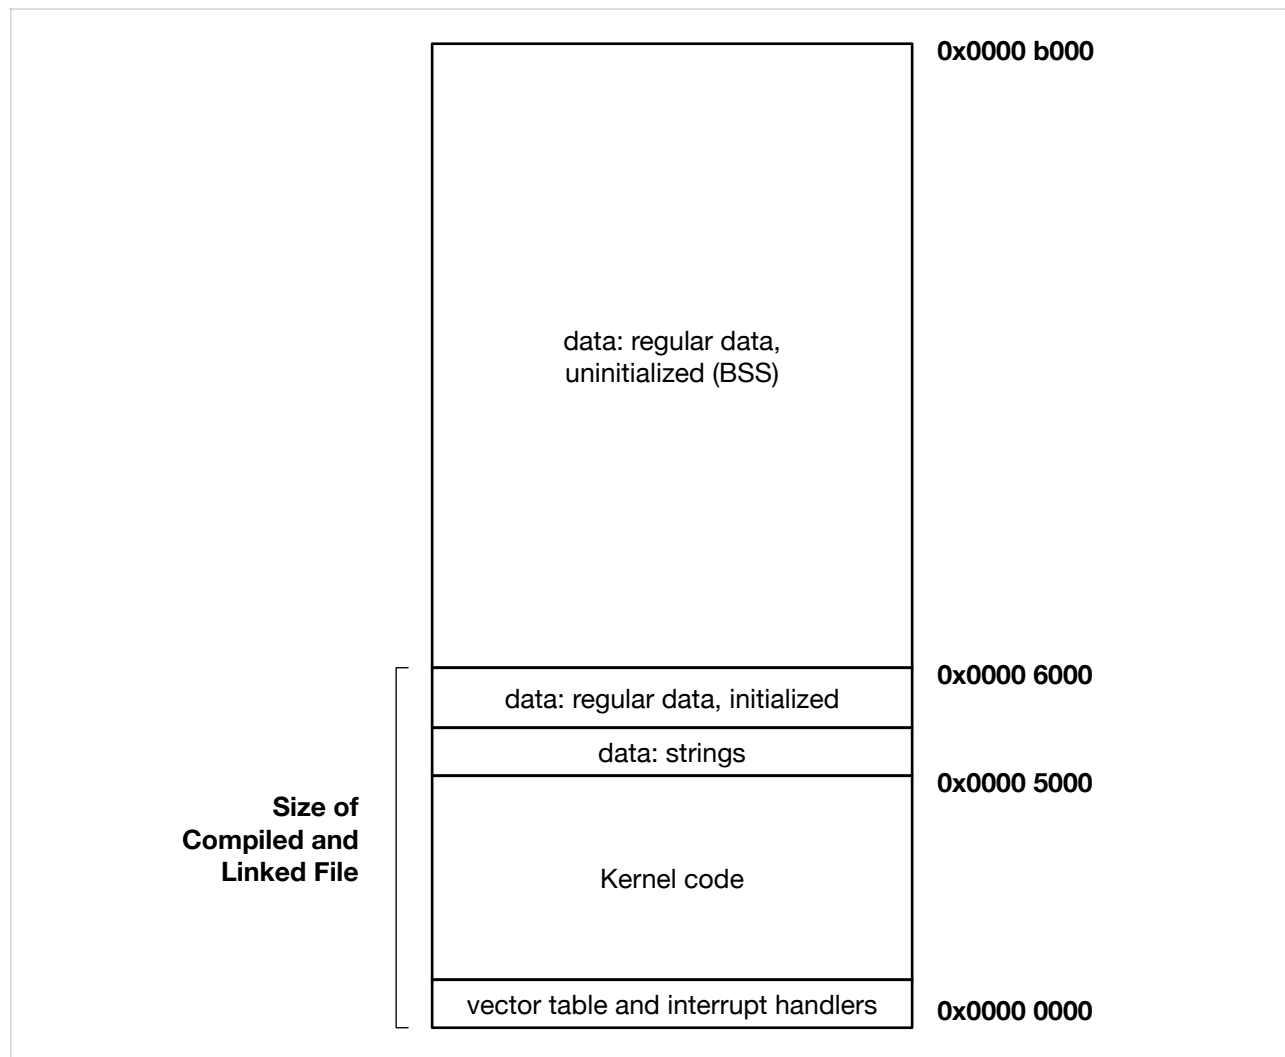 0x0000 b000
data: regular data,
uninitialized (BSS)
0x0000 6000
data: regular data, initialized
data: strings
0x0000 5000
Size of
Compiled and
Linked File
Kernel code
vector table and interrupt handlers
0x0000 0000